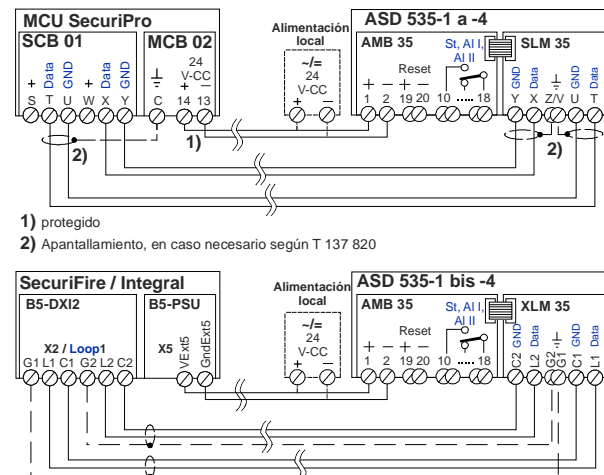 MCU SecuriPro
SCB 01
MCB 02
+ Data GND + Data GND
24
V-CC
+ –
S T U W X Y C 14 13
Alimentación
local
~/=
24
V-CC
+ –
ASD 535-1 a -4
AMB 35
St, Al I,
Al II
SLM 35
Reset
+ – + –
1 2 19 20 10 ..... 18
GND Data Data GND
Y X Z/V U T
2)
1)
2)
1) protegido
2) Apantallamiento, en caso necesario según T 137 820
SecuriFire / Integral
B5-DXI2
B5-PSU
X2 / Loop1
X5
VExt5
GndExt5
G1 L1 C1 G2 L2 C2
Alimentación
local
~/=
24
V-CC
+ –
ASD 535-1 bis -4
AMB 35
St, Al I,
Al II
XLM 35
Reset
+ – + –
1 2 19 20 10 ..... 18
GND Data GND Data
C2 L2 G2 G1 C1 L1